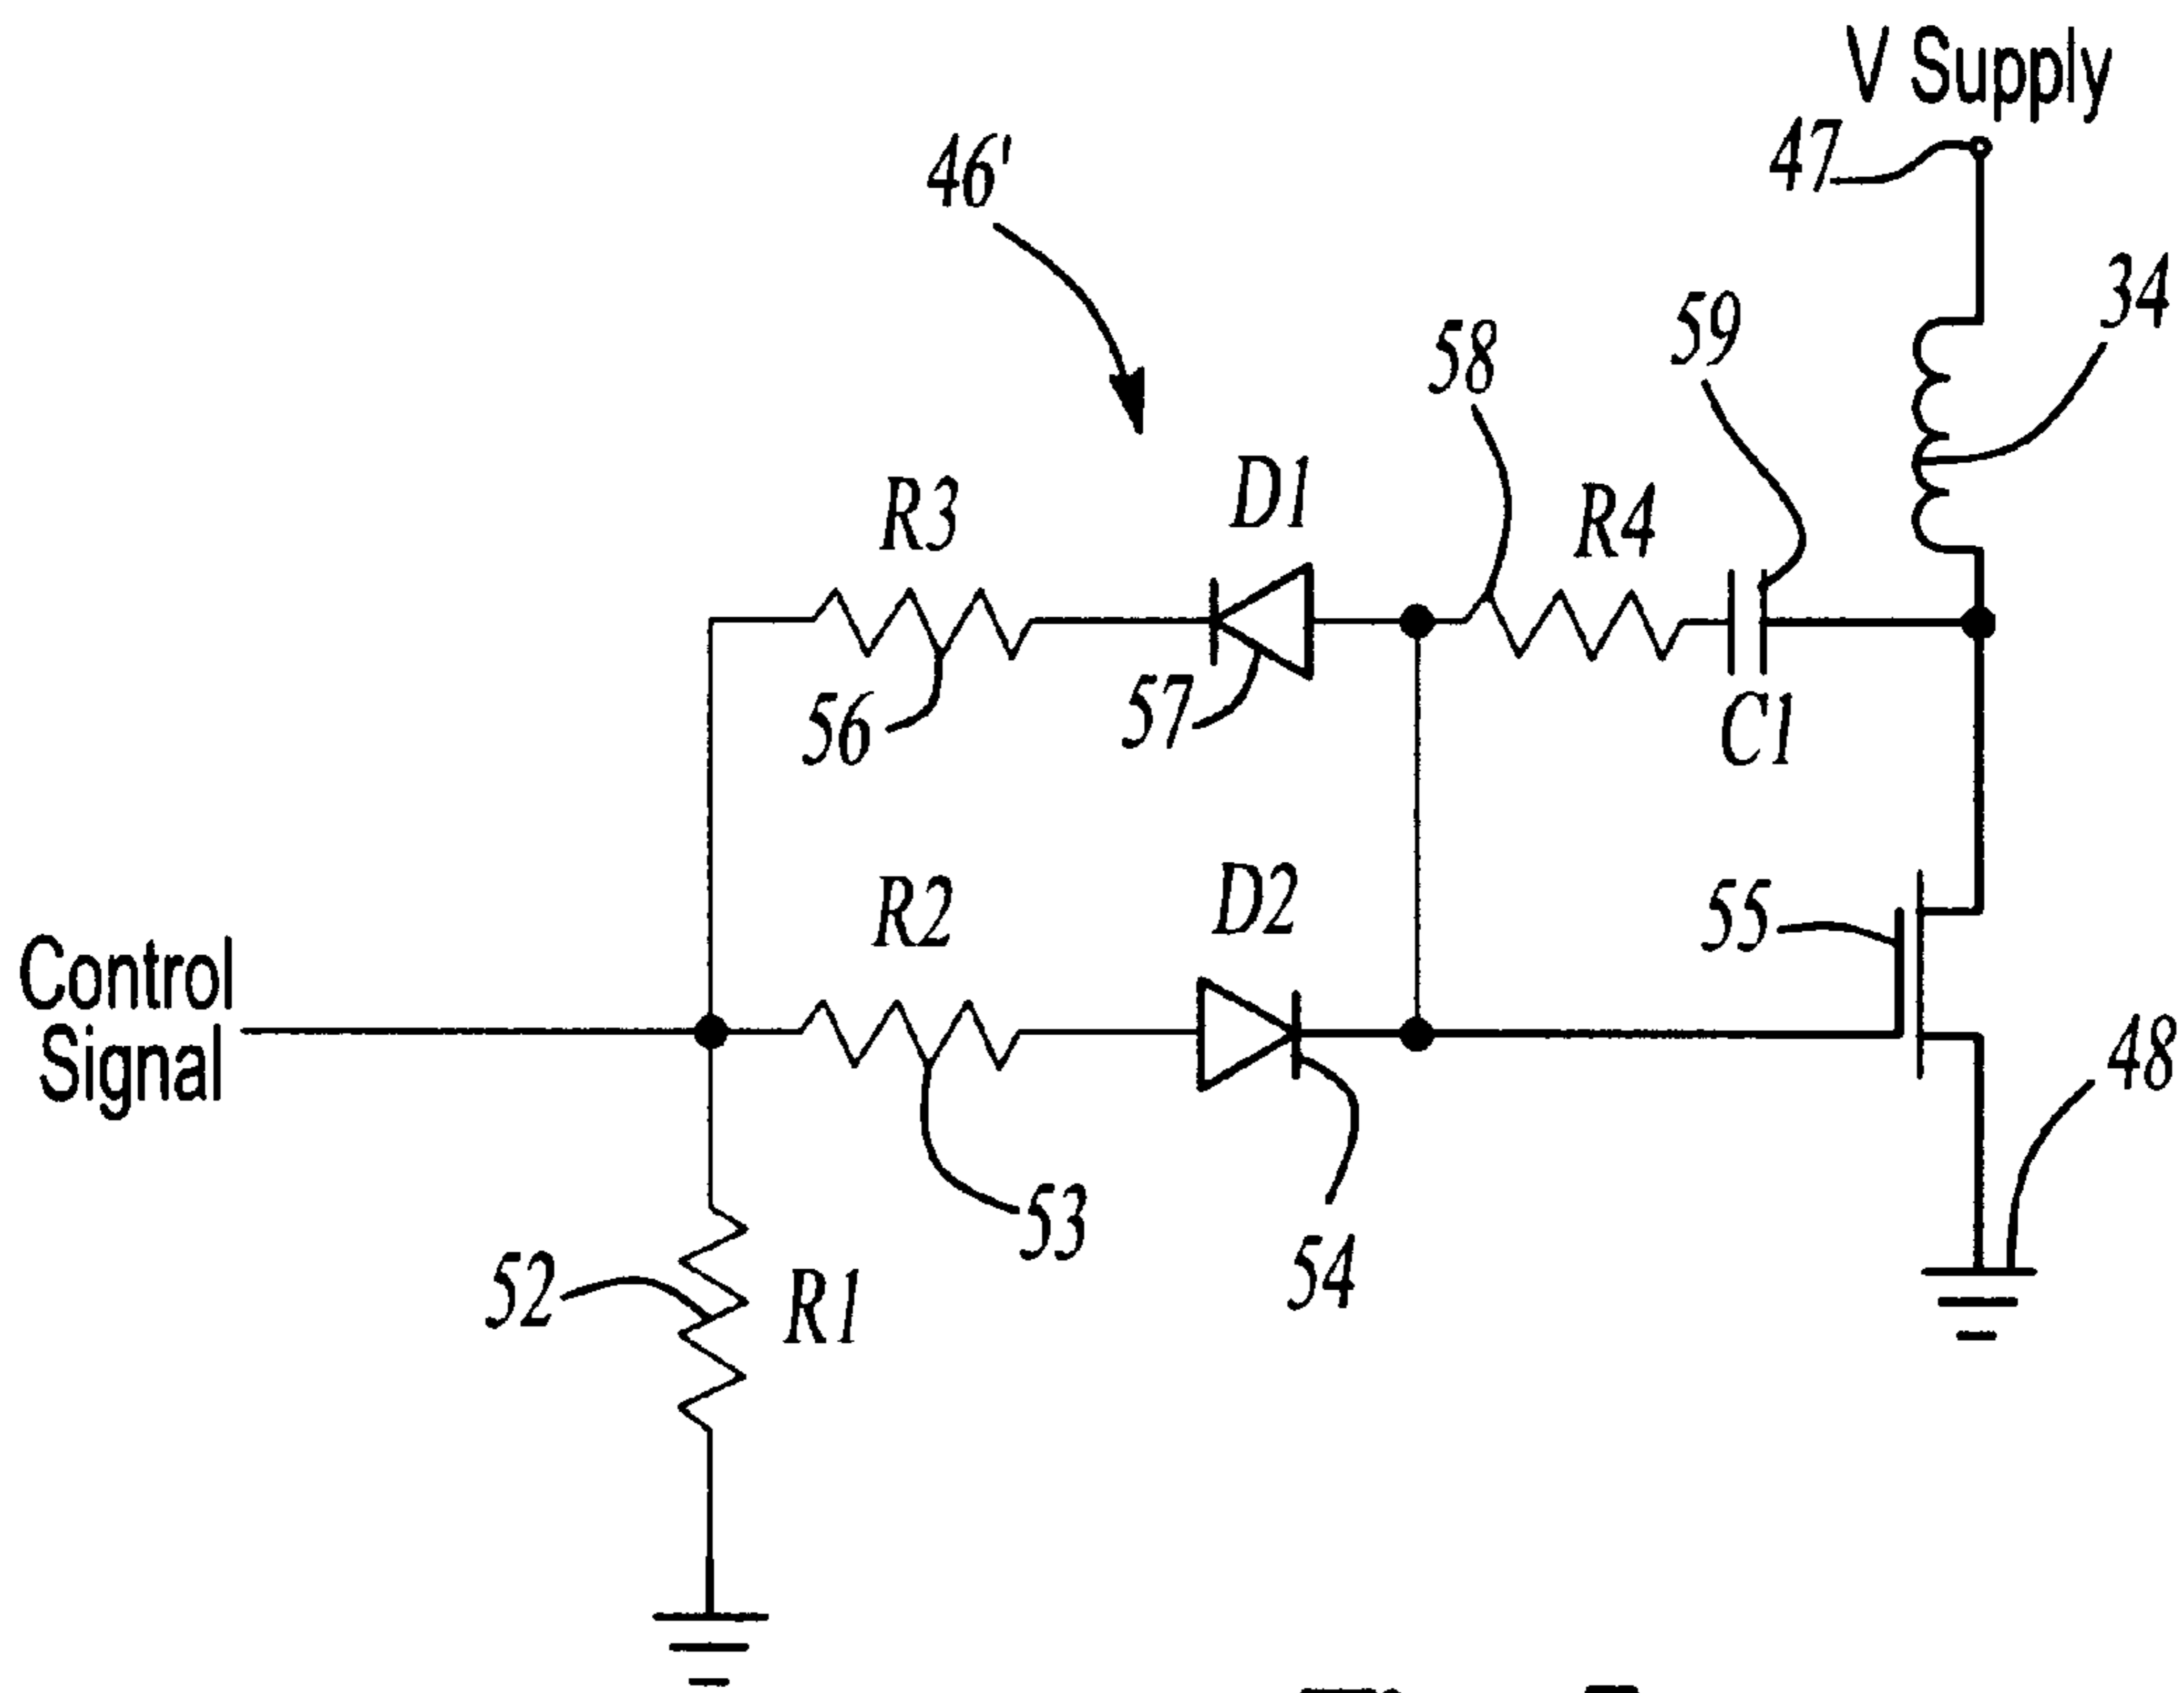 V Supply
47
46'
34
59
58
D1
R3
R4
56
57
C1
R2
D2
55
Control
Signal
48
53
54
52
R1